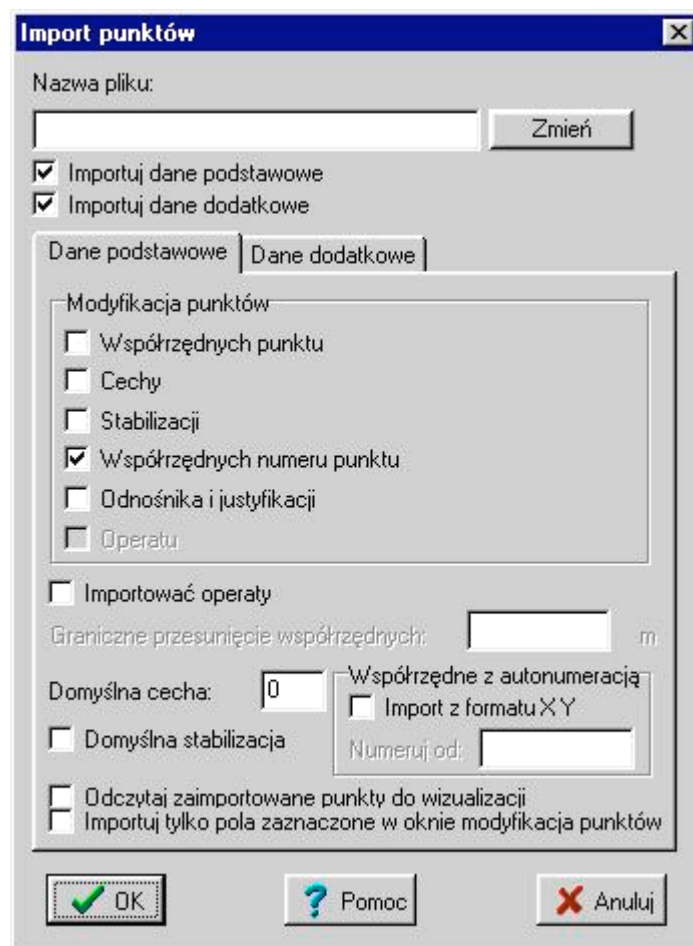 Import punktów
Nazwa pliku:
Zmień
Importuj dane podstawowe
Importuj dane dodatkowe
Dane podstawowe
Dane dodatkowe
Modyfikacja punktów
Współrzędnych punktu
Cechy
Stabilizacji
Współrzędnych numeru punktu
Odnośnika i justyfikacji
Operatu
Importować operaty
Graniczne przesunięcie współrzędnych:
m
Domyślna cecha:
0
Współrzędne z autonumeracją
Import z formatu X Y
Domyślna stabilizacja
Numeruj od:
Odczytaj zaimportowane punkty do wizualizacji
Importuj tylko pola zaznaczone w oknie modyfikacja punktów
OK
Pomoc
Anuluj